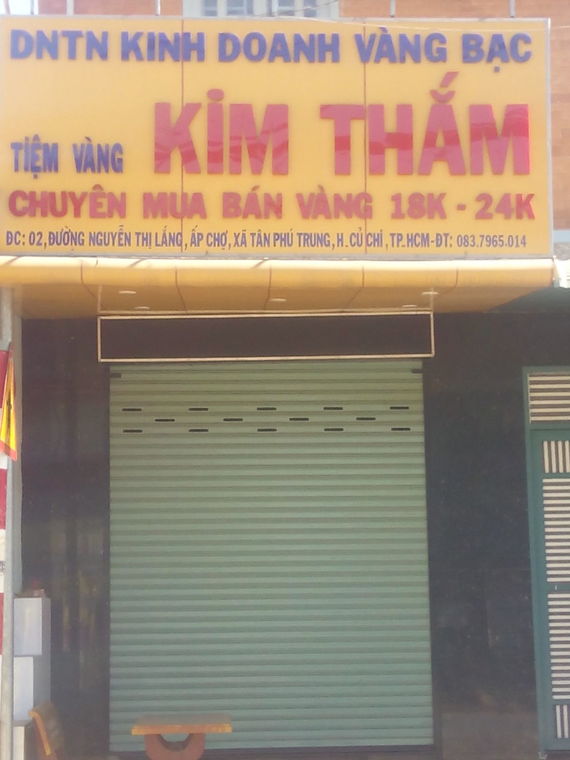 DNTN KINH DOANH VÀNG BẠC
TIỆM VÀNG KIM THẮM
CHUYÊN MUA BÁN VÀNG 18K - 24K
ĐC: 02, ĐƯỜNG NGUYỄN THỊ LẮNG, ẤP CHỢ, XÃ TÂN PHÚ TRUNG, H. CỦ CHI, TP.HCM-ĐT: 083.7965.014